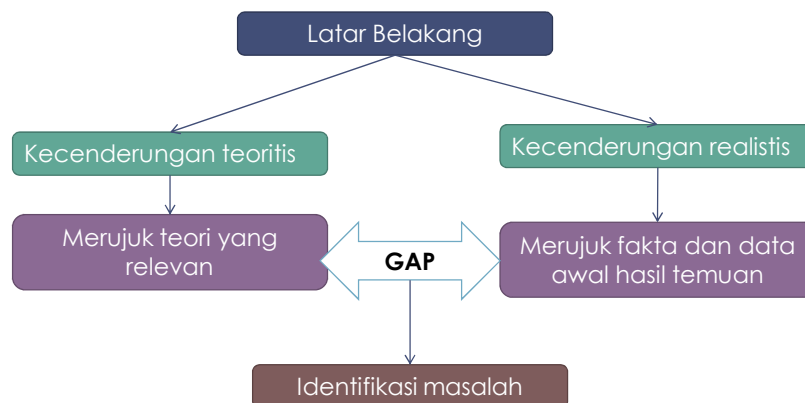 Latar Belakang
Kecenderungan teoritis
Kecenderungan realistis
Merujuk teori yang
relevan
GAP
Merujuk fakta dan data
awal hasil temuan
Identifikasi masalah